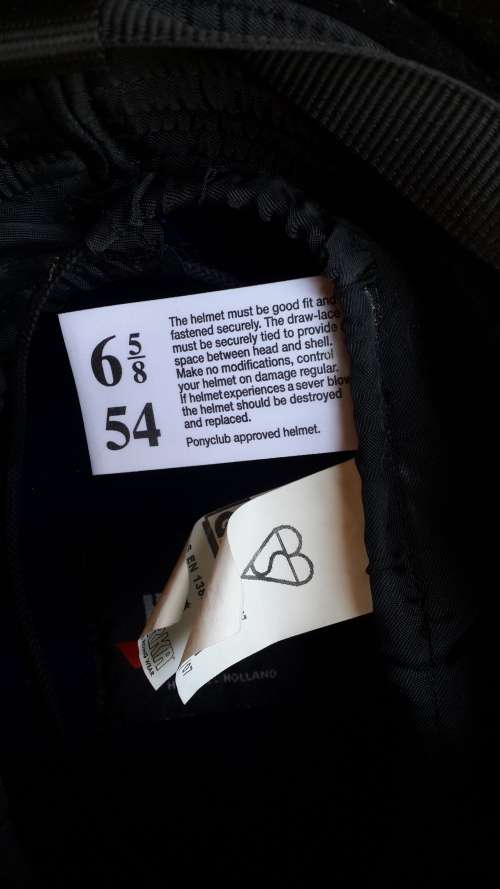 6 5/8
54
The helmet must be good fit and
fastened securely. The draw-lace
must be securely tied to provide
space between head and shell.
Make no modifications, control
your helmet on damage regular.
If helmet experiences a sever blow
the helmet should be destroyed
and replaced.
Ponyclub approved helmet.
EN 138
07
HOLLAND